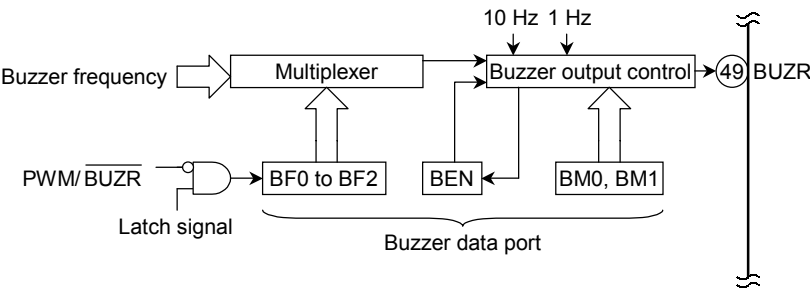 10 Hz 1 Hz
Buzzer frequency
Multiplexer
Buzzer output control
49
BUZR
PWM/BUZR
BF0 to BF2
BEN
BM0, BM1
Latch signal
Buzzer data port